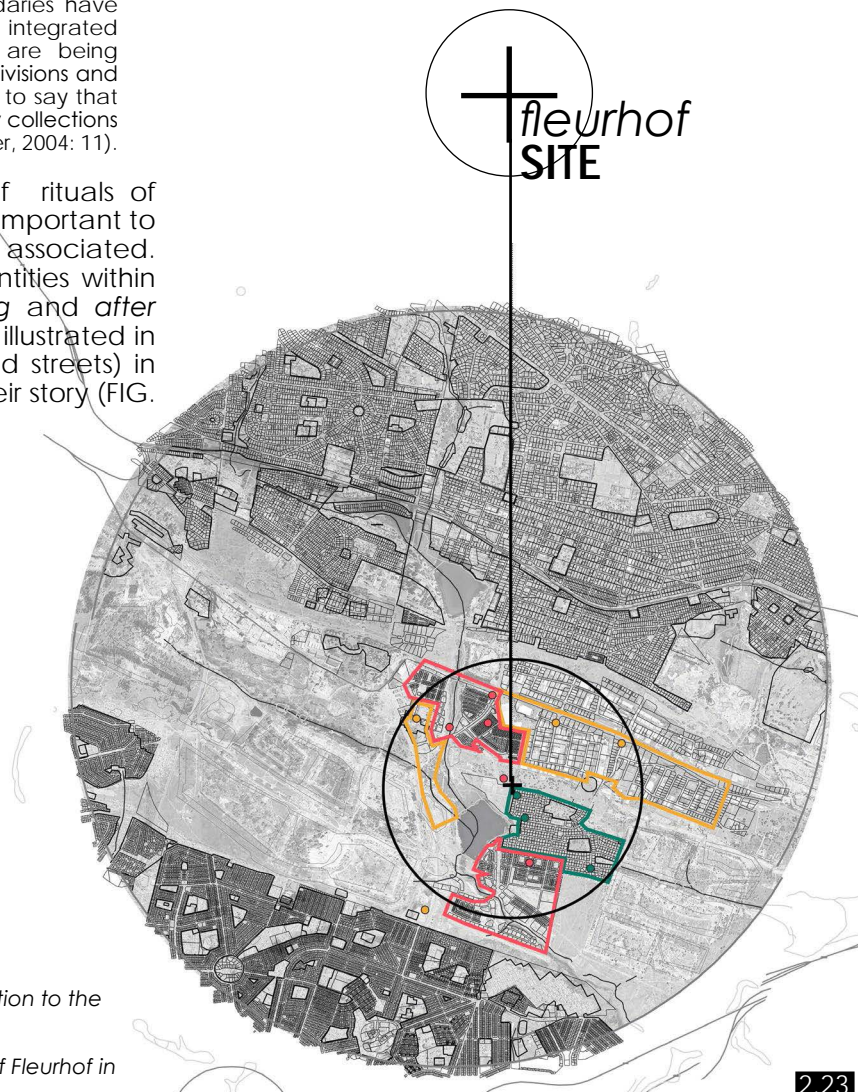 daries have
integrated
are being
ivisions and
to say that
collections
er, 2004: 11).
f rituals of
mportant to
associated.
ntities within
g and after
illustrated in
d streets) in
eir story (FIG.
fleurhof
SITE
tion to the
f Fleurhof in
2.23